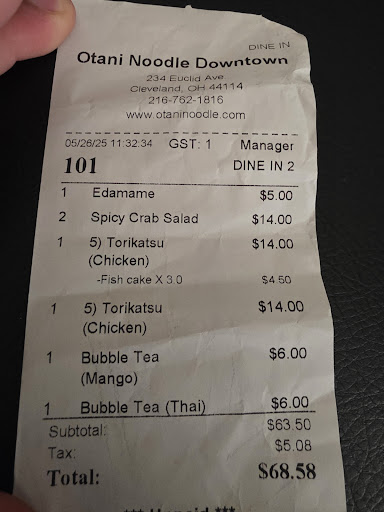 DINE IN
Otani Noodle Downtown
234 Euclid Ave
Cleveland, OH 44114
216-762-1816
www.otaninoodle.com
05/26/25 11:32:34 GST: 1 Manager
101 DINE IN 2
1 Edamame $5.00
2 Spicy Crab Salad $14.00
1 5) Torikatsu $14.00
(Chicken)
-Fish cake X 3.0 $4.50
1 5) Torikatsu $14.00
(Chicken)
1 Bubble Tea $6.00
(Mango)
1 Bubble Tea (Thai) $6.00
Subtotal: $63.50
Tax: $5.08
Total: $68.58